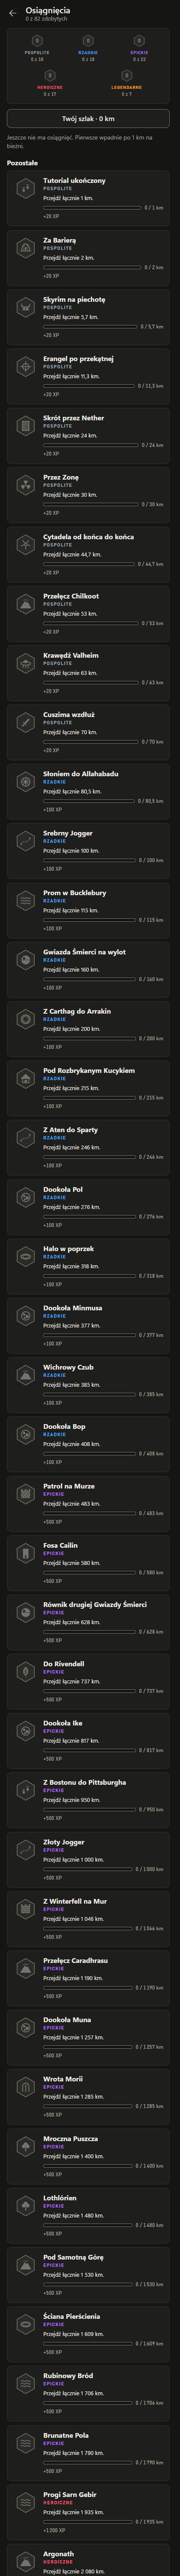 Osiągnięcia
0 z 82 zdobytych
0
POSPOLITE
0 z 18
0
RZADKIE
0 z 18
0
EPICKIE
0 z 22
0
HEROICZNE
0 z 17
0
LEGENDARNE
0 z 7
Twój szlak · 0 km
Jeszcze nie ma osiągnięć. Pierwsze wpadnie po 1 km na
bieżni.
Pozostałe
Tutorial ukończony
POSPOLITE
Przejdź łącznie 1 km.
0 / 1 km
+20 XP
Za Barierą
POSPOLITE
Przejdź łącznie 2 km.
0 / 2 km
+20 XP
Skyrim na piechotę
POSPOLITE
Przejdź łącznie 5,7 km.
0 / 5,7 km
+20 XP
Erangel po przekątnej
POSPOLITE
Przejdź łącznie 11,3 km.
0 / 11,3 km
+20 XP
Skrót przez Nether
POSPOLITE
Przejdź łącznie 24 km.
0 / 24 km
+20 XP
Przez Zonę
POSPOLITE
Przejdź łącznie 30 km.
0 / 30 km
+20 XP
Cytadela od końca do końca
POSPOLITE
Przejdź łącznie 44,7 km.
0 / 44,7 km
+20 XP
Przełęcz Chilkoot
POSPOLITE
Przejdź łącznie 53 km.
0 / 53 km
+20 XP
Krawędź Valheim
POSPOLITE
Przejdź łącznie 63 km.
0 / 63 km
+20 XP
Cuszima wzdłuż
POSPOLITE
Przejdź łącznie 70 km.
0 / 70 km
+20 XP
Słoniem do Allahabadu
RZADKIE
Przejdź łącznie 80,5 km.
0 / 80,5 km
+100 XP
Srebrny Jogger
RZADKIE
Przejdź łącznie 100 km.
0 / 100 km
+100 XP
Prom w Bucklebury
RZADKIE
Przejdź łącznie 115 km.
0 / 115 km
+100 XP
Gwiazda Śmierci na wylot
RZADKIE
Przejdź łącznie 160 km.
0 / 160 km
+100 XP
Z Carthag do Arrakin
RZADKIE
Przejdź łącznie 200 km.
0 / 200 km
+100 XP
Pod Rozbrykanym Kucykiem
RZADKIE
Przejdź łącznie 215 km.
0 / 215 km
+100 XP
Z Aten do Sparty
RZADKIE
Przejdź łącznie 246 km.
0 / 246 km
+100 XP
Dookoła Pol
RZADKIE
Przejdź łącznie 276 km.
0 / 276 km
+100 XP
Halo w poprzek
RZADKIE
Przejdź łącznie 318 km.
0 / 318 km
+100 XP
Dookoła Minmusa
RZADKIE
Przejdź łącznie 377 km.
0 / 377 km
+100 XP
Wichrowy Czub
RZADKIE
Przejdź łącznie 385 km.
0 / 385 km
+100 XP
Dookoła Bop
RZADKIE
Przejdź łącznie 408 km.
0 / 408 km
+100 XP
Patrol na Murze
EPICKIE
Przejdź łącznie 483 km.
0 / 483 km
+500 XP
Fosa Cailin
EPICKIE
Przejdź łącznie 580 km.
0 / 580 km
+500 XP
Równik drugiej Gwiazdy Śmierci
EPICKIE
Przejdź łącznie 628 km.
0 / 628 km
+500 XP
Do Rivendell
EPICKIE
Przejdź łącznie 737 km.
0 / 737 km
+500 XP
Dookoła Ike
EPICKIE
Przejdź łącznie 817 km.
0 / 817 km
+500 XP
Z Bostonu do Pittsburgha
EPICKIE
Przejdź łącznie 950 km.
0 / 950 km
+500 XP
Złoty Jogger
EPICKIE
Przejdź łącznie 1 000 km.
0 / 1 000 km
+500 XP
Z Winterfell na Mur
EPICKIE
Przejdź łącznie 1 046 km.
0 / 1 046 km
+500 XP
Przełęcz Caradhrasu
EPICKIE
Przejdź łącznie 1 190 km.
0 / 1 190 km
+500 XP
Dookoła Muna
EPICKIE
Przejdź łącznie 1 257 km.
0 / 1 257 km
+500 XP
Wrota Morii
EPICKIE
Przejdź łącznie 1 285 km.
0 / 1 285 km
+500 XP
Mroczna Puszcza
EPICKIE
Przejdź łącznie 1 400 km.
0 / 1 400 km
+500 XP
Lothlórien
EPICKIE
Przejdź łącznie 1 480 km.
0 / 1 480 km
+500 XP
Pod Samotną Górę
EPICKIE
Przejdź łącznie 1 530 km.
0 / 1 530 km
+500 XP
Ściana Pierścienia
EPICKIE
Przejdź łącznie 1 609 km.
0 / 1 609 km
+500 XP
Rubinowy Bród
EPICKIE
Przejdź łącznie 1 706 km.
0 / 1 706 km
+500 XP
Brunatne Pola
EPICKIE
Przejdź łącznie 1 790 km.
0 / 1 790 km
+500 XP
Progi Sarn Gebir
HEROICZNE
Przejdź łącznie 1 935 km.
0 / 1 935 km
+1 200 XP
Argonath
HEROICZNE
Przejdź łącznie 2 080 km.